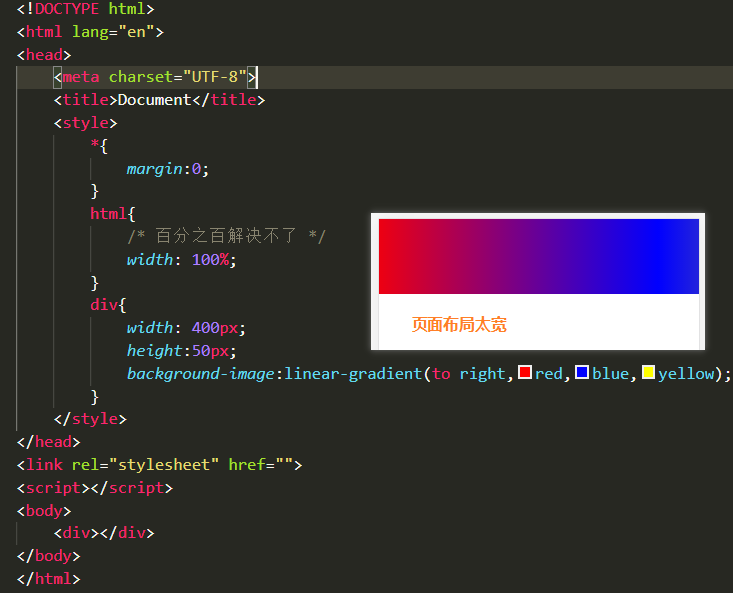 <!DOCTYPE html>
<html lang="en">
<head>
    <meta charset="UTF-8">
    <title>Document</title>
    <style>
        *{
            margin:0;
        }
        html{
            /* 百分之百解决不了 */
            width: 100%;
        }
        div{
            width: 400px;
            height:50px;
            background-image:linear-gradient(to right,red,blue,yellow);
        }
    </style>
</head>
<link rel="stylesheet" href="">
<script></script>
<body>
    <div></div>
</body>
</html>
页面布局太宽